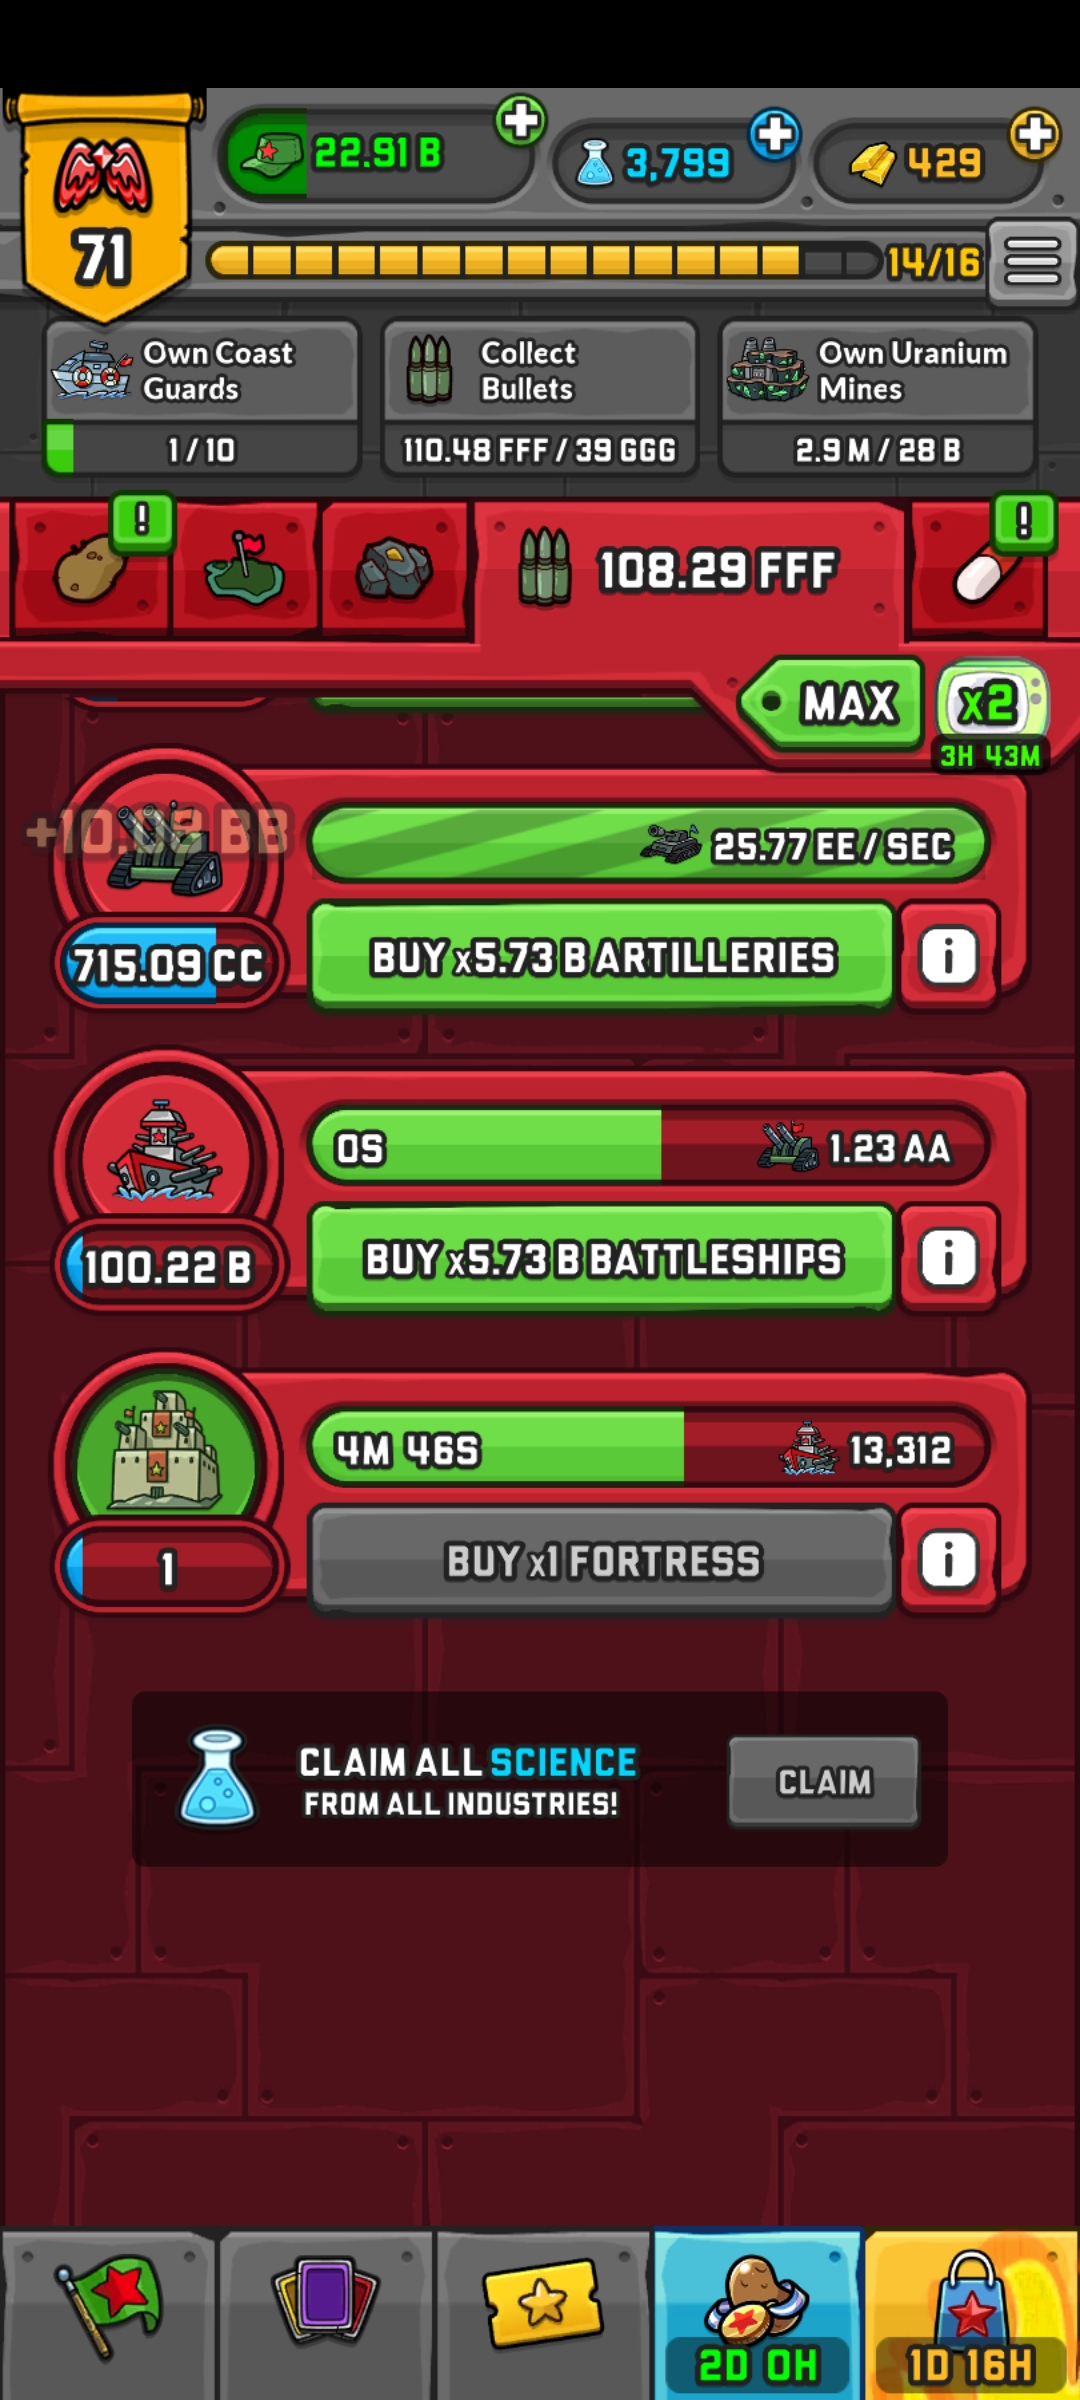 22.91 B
3,799
429
71
14/16
Own Coast
Guards
1 / 10
Collect
Bullets
110.48 FFF / 39 GGG
Own Uranium
Mines
2.9 M / 28 B
!
108.29 FFF
!
MAX
x2
3H 43M
25.77 EE / SEC
715.09 CC
BUY x5.73 B ARTILLERIES
i
0S
1.23 AA
100.22 B
BUY x5.73 B BATTLESHIPS
i
4M 46S
13,312
1
BUY x1 FORTRESS
i
CLAIM ALL SCIENCE
FROM ALL INDUSTRIES!
CLAIM
2D 0H
1D 16H